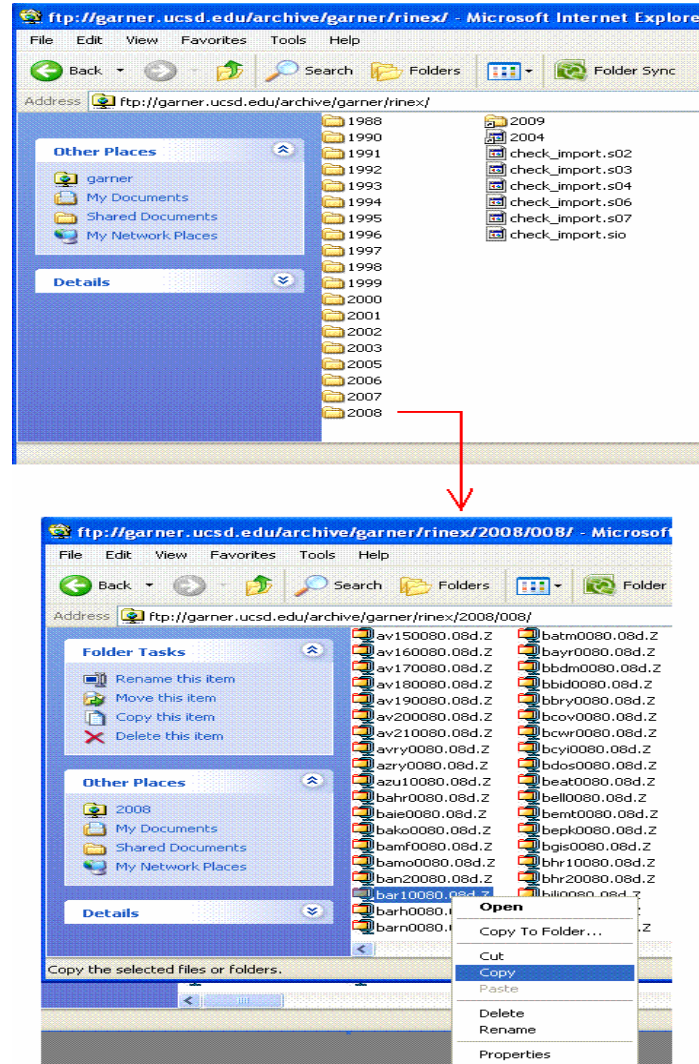 ftp://garner.ucsd.edu/archive/garner/rinex/ - Microsoft Internet Explore
File Edit View Favorites Tools Help
Back Search Folders Folder Sync
Address ftp://garner.ucsd.edu/archive/garner/rinex/
Other Places
garner
My Documents
Shared Documents
My Network Places
Details
1988
1990
1991
1992
1993
1994
1995
1996
1997
1998
1999
2000
2001
2002
2003
2005
2006
2007
2008
2009
2004
check_import.s02
check_import.s03
check_import.s04
check_import.s06
check_import.s07
check_import.sio
ftp://garner.ucsd.edu/archive/garner/rinex/2008/008/ - Microsoft
File Edit View Favorites Tools Help
Back Search Folders Folder
Address ftp://garner.ucsd.edu/archive/garner/rinex/2008/008/
Folder Tasks
Rename this item
Move this item
Copy this item
Delete this item
Other Places
2008
My Documents
Shared Documents
My Network Places
Details
av150080.08d.Z
av160080.08d.Z
av170080.08d.Z
av180080.08d.Z
av190080.08d.Z
av200080.08d.Z
av210080.08d.Z
avry0080.08d.Z
azry0080.08d.Z
azu10080.08d.Z
bahr0080.08d.Z
baie0080.08d.Z
bako0080.08d.Z
bamf0080.08d.Z
bamo0080.08d.Z
ban20080.08d.Z
bar10080.08d.Z
barh0080.
barn0080.
batm0080.08d.Z
bayr0080.08d.Z
bbdm0080.08d.Z
bbid0080.08d.Z
bbry0080.08d.Z
bcov0080.08d.Z
bcwr0080.08d.Z
bcyi0080.08d.Z
bdos0080.08d.Z
beat0080.08d.Z
bell0080.08d.Z
bemt0080.08d.Z
bepk0080.08d.Z
bgis0080.08d.Z
bhr10080.08d.Z
bhr20080.08d.Z
Open
Copy To Folder...
Cut
Copy
Paste
Delete
Rename
Properties
Copy the selected files or folders.